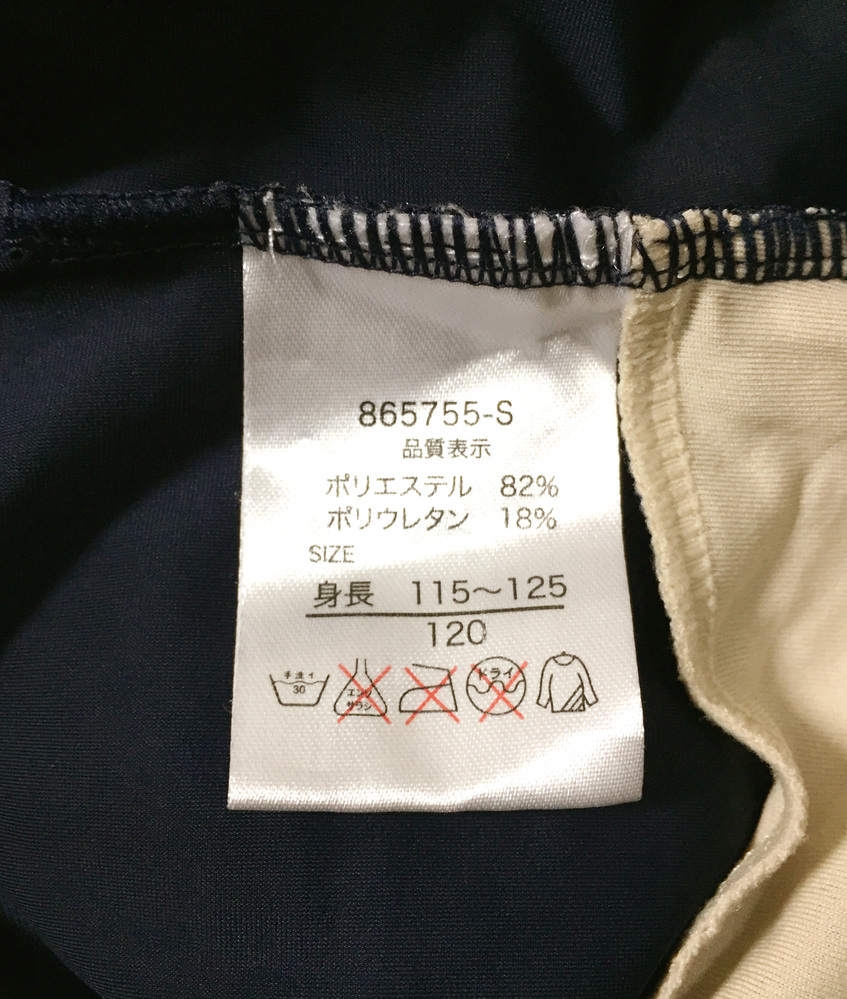 865755-S
品質表示
ポリエステル 82%
ポリウレタン 18%
SIZE
身長 115〜125
120
手洗イ
30
エンソ
サラシ
ドライ